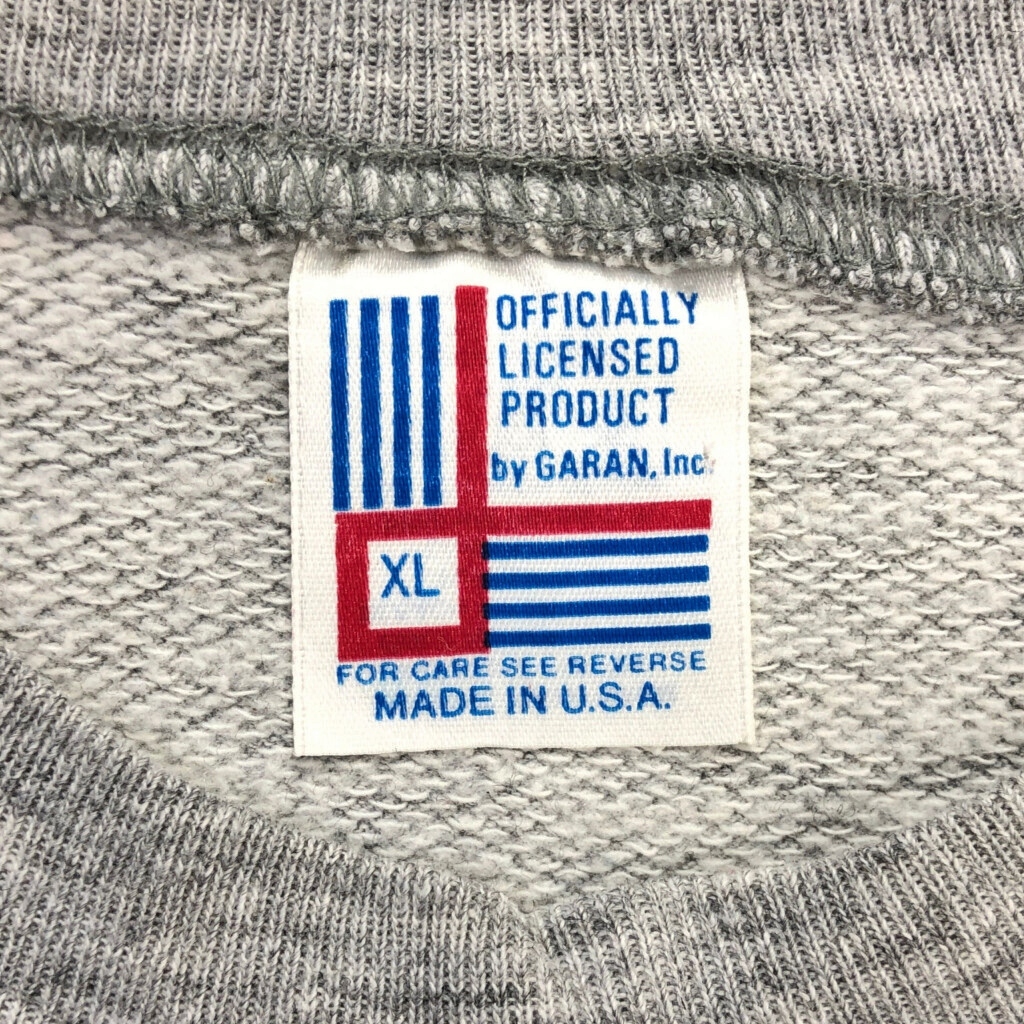 OFFICIALLY
LICENSED
PRODUCT
by GARAN, Inc.
XL
FOR CARE SEE REVERSE
MADE IN U.S.A.